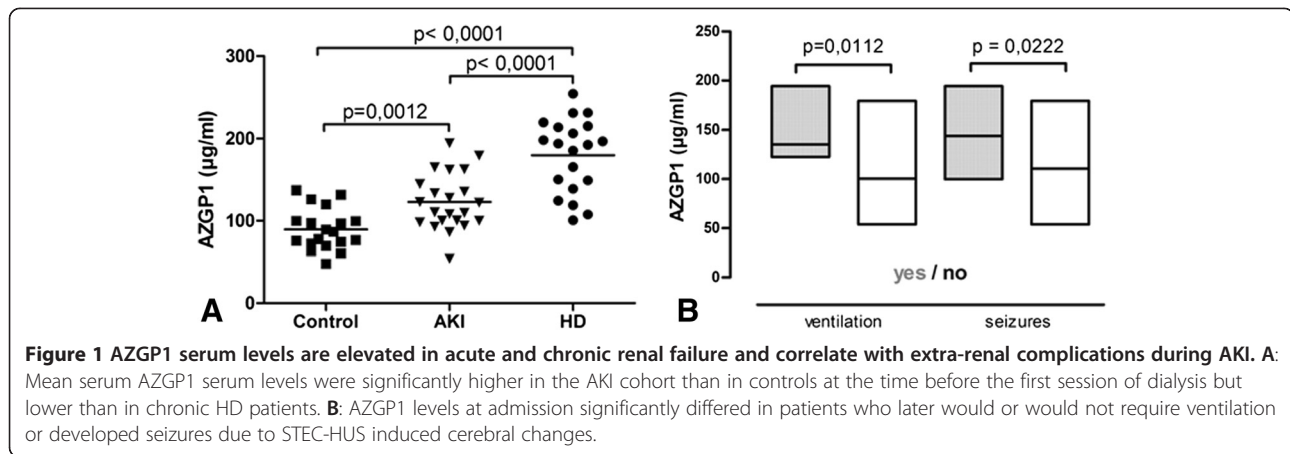 p< 0,0001
p< 0,0001
p=0,0012
300
200
100
0
AZGP1 (µg/ml)
Control AKI HD
A
p=0,0112 p = 0,0222
250
200
150
100
50
0
AZGP1 (µg/ml)
yes / no
ventilation seizures
B
Figure 1 AZGP1 serum levels are elevated in acute and chronic renal failure and correlate with extra-renal complications during AKI. A:
Mean serum AZGP1 serum levels were significantly higher in the AKI cohort than in controls at the time before the first session of dialysis but
lower than in chronic HD patients. B: AZGP1 levels at admission significantly differed in patients who later would or would not require ventilation
or developed seizures due to STEC-HUS induced cerebral changes.